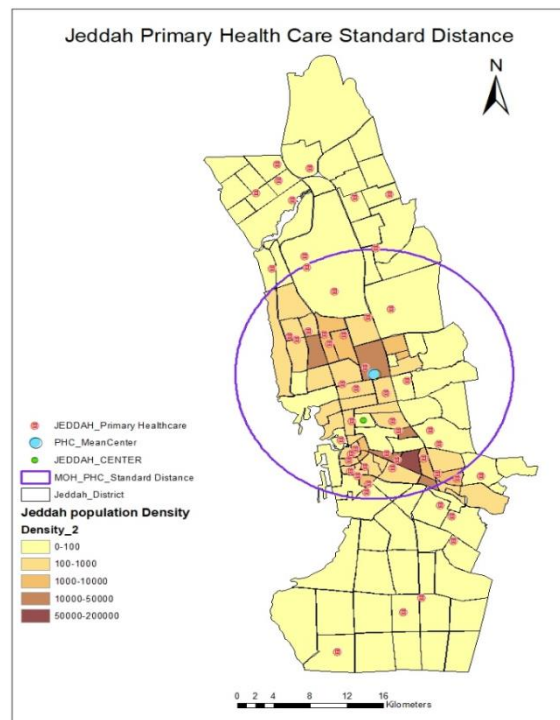 Jeddah Primary Health Care Standard Distance
N
JEDDAH_Primary Healthcare
PHC_MeanCenter
JEDDAH_CENTER
MOH_PHC_Standard Distance
Jeddah_District
Jeddah population Density
Density_2
0-100
100-1000
1000-10000
10000-50000
50000-200000
0 2 4 8 12 16
Kilometers